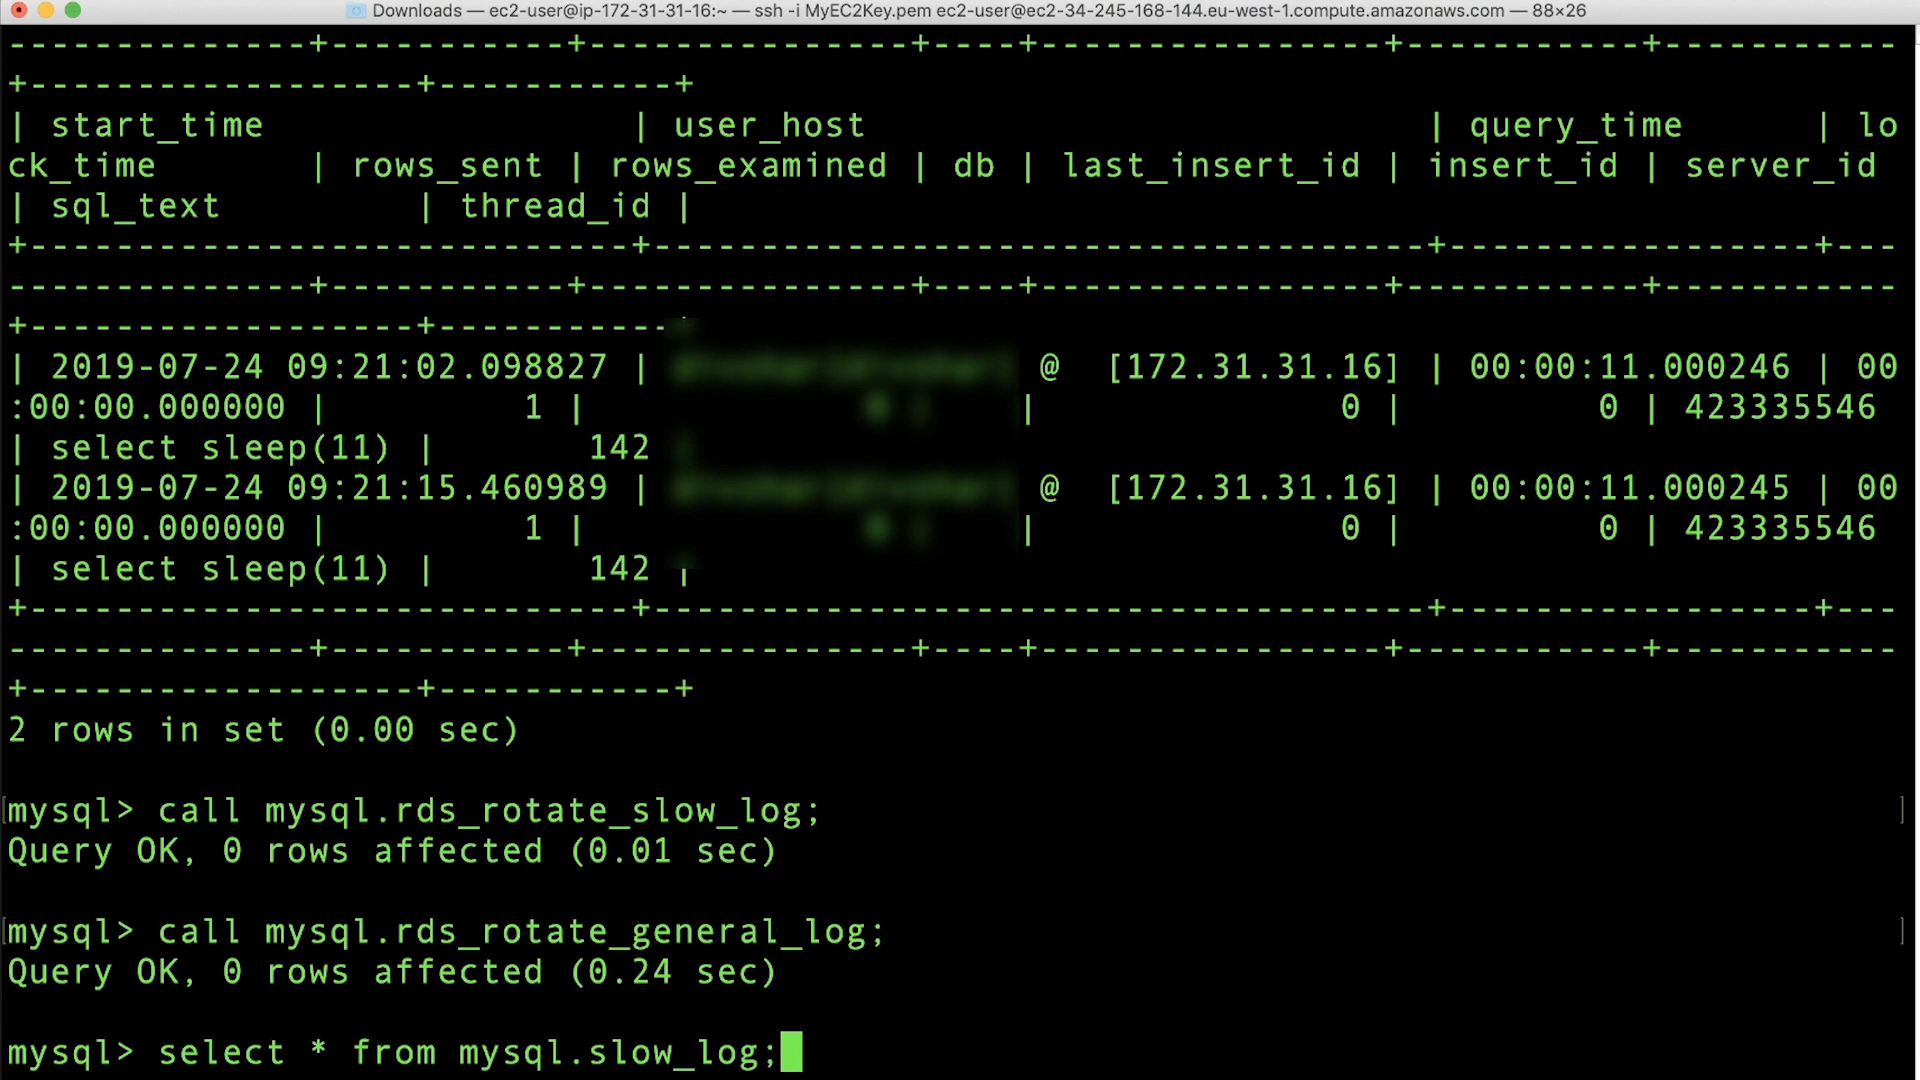 Downloads — ec2-user@ip-172-31-31-16:~ — ssh -i MyEC2Key.pem ec2-user@ec2-34-245-168-144.eu-west-1.compute.amazonaws.com — 88×26
--------------+-----------+---------------+----+----------------+-----------+-----------
+------------------+-----------+
| start_time | user_host | query_time | lo
ck_time | rows_sent | rows_examined | db | last_insert_id | insert_id | server_id
| sql_text | thread_id |
+----------------------------+------------------------------------+-----------------+---
--------------+-----------+---------------+----+----------------+-----------+-----------
+------------------+-----------
| 2019-07-24 09:21:02.098827 | @ [172.31.31.16] | 00:00:11.000246 | 00
:00:00.000000 | 1 | | 0 | 0 | 423335546
| select sleep(11) | 142
| 2019-07-24 09:21:15.460989 | @ [172.31.31.16] | 00:00:11.000245 | 00
:00:00.000000 | 1 | | 0 | 0 | 423335546
| select sleep(11) | 142 |
+----------------------------+------------------------------------+-----------------+---
--------------+-----------+---------------+----+----------------+-----------+-----------
+------------------+-----------+
2 rows in set (0.00 sec)
mysql> call mysql.rds_rotate_slow_log;
Query OK, 0 rows affected (0.01 sec)
mysql> call mysql.rds_rotate_general_log;
Query OK, 0 rows affected (0.24 sec)
mysql> select * from mysql.slow_log;